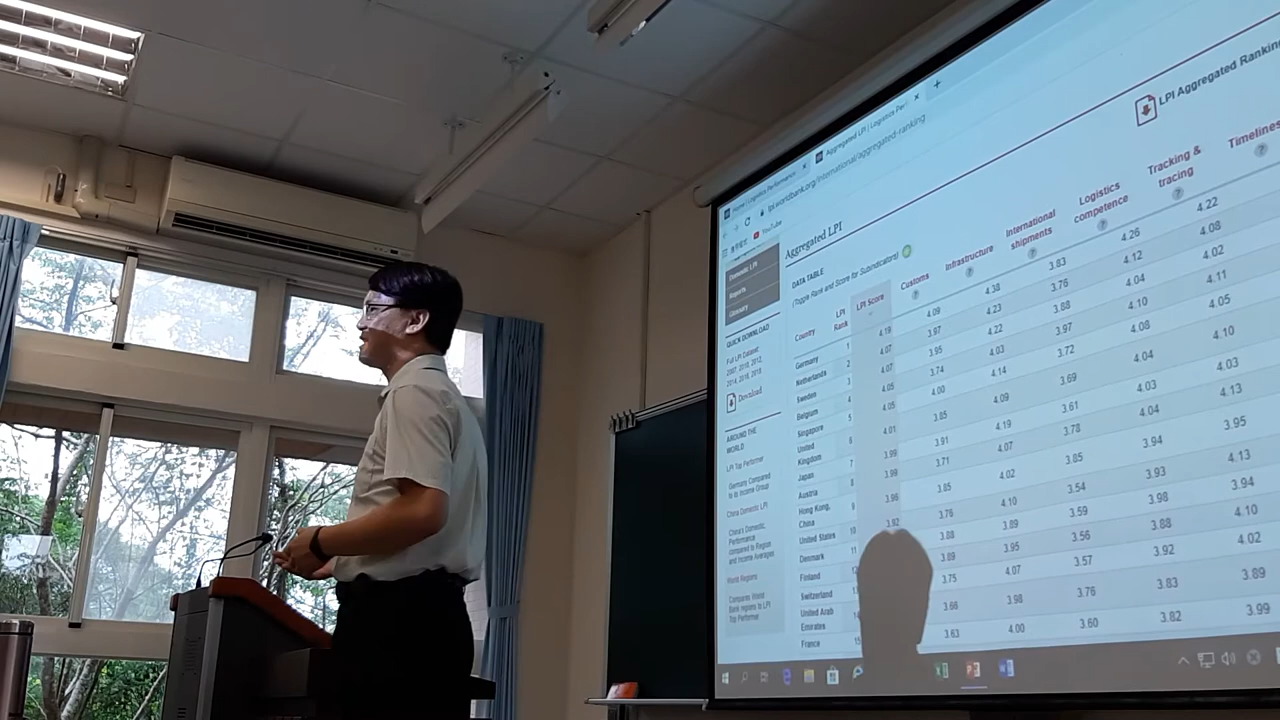 Home | Logistics Performance
Aggregated LPI | Logistics Per
lpi.worldbank.org/international/aggregated-ranking
YouTube
Aggregated LPI
LPI Aggregated Ranking
Domestic LPI
Reports
Glossary
QUICK DOWNLOAD
Full LPI Dataset:
2007, 2010, 2012,
2014, 2016, 2018
Download
AROUND THE
WORLD
LPI Top Performer
Germany Compared
to its Income Group
China Domestic LPI
China's Domestic
Performance
compared to Region
and Income Averages
World Regions
Compares World
Bank regions to LPI
Top Performer
DATA TABLE
(Toggle Rank and Score for Subindicators)
Country LPI Rank LPI Score Customs Infrastructure International shipments Logistics competence Tracking & tracing Timelines
Germany 1 4.19 4.09 4.38 3.83 4.26 4.22
Netherlands 2 4.07 3.97 4.23 3.76 4.12 4.08
Sweden 3 4.07 3.95 4.22 3.88 4.04 4.02
Belgium 4 4.05 3.74 4.03 3.97 4.10 4.11
Singapore 5 4.05 4.00 4.14 3.72 4.08 4.05
United Kingdom 6 4.01 3.85 4.09 3.69 4.04 4.10
Japan 7 3.99 3.91 4.19 3.61 4.03 4.03
Austria 8 3.99 3.71 4.07 3.78 4.04 4.13
Hong Kong, China 9 3.96 3.85 4.02 3.85 3.94 3.95
United States 10 3.92 3.76 4.10 3.54 3.93 4.13
Denmark 11 3.88 3.89 3.59 3.98 3.94
Finland 12 3.89 3.95 3.56 3.88 4.10
Switzerland 3.75 4.07 3.57 3.92 4.02
United Arab Emirates 14 3.66 3.98 3.76 3.83 3.89
France 15 3.63 4.00 3.60 3.82 3.99